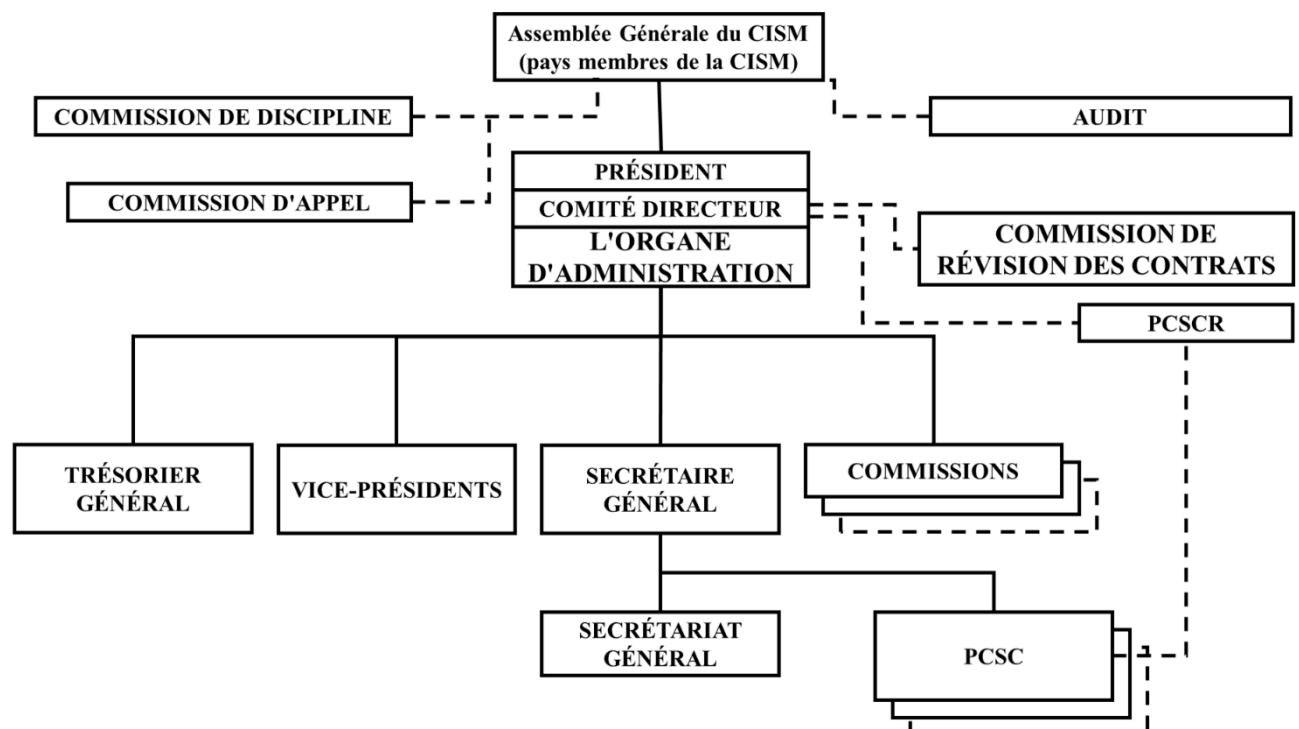 Assemblée Générale du CISM
(pays membres de la CISM)
COMMISSION DE DISCIPLINE
AUDIT
PRÉSIDENT
COMMISSION D'APPEL
COMITÉ DIRECTEUR
L'ORGANE
D'ADMINISTRATION
COMMISSION DE
RÉVISION DES CONTRATS
PCSCR
TRÉSORIER
GÉNÉRAL
VICE-PRÉSIDENTS
SECRÉTAIRE
GÉNÉRAL
COMMISSIONS
SECRÉTARIAT
GÉNÉRAL
PCSC